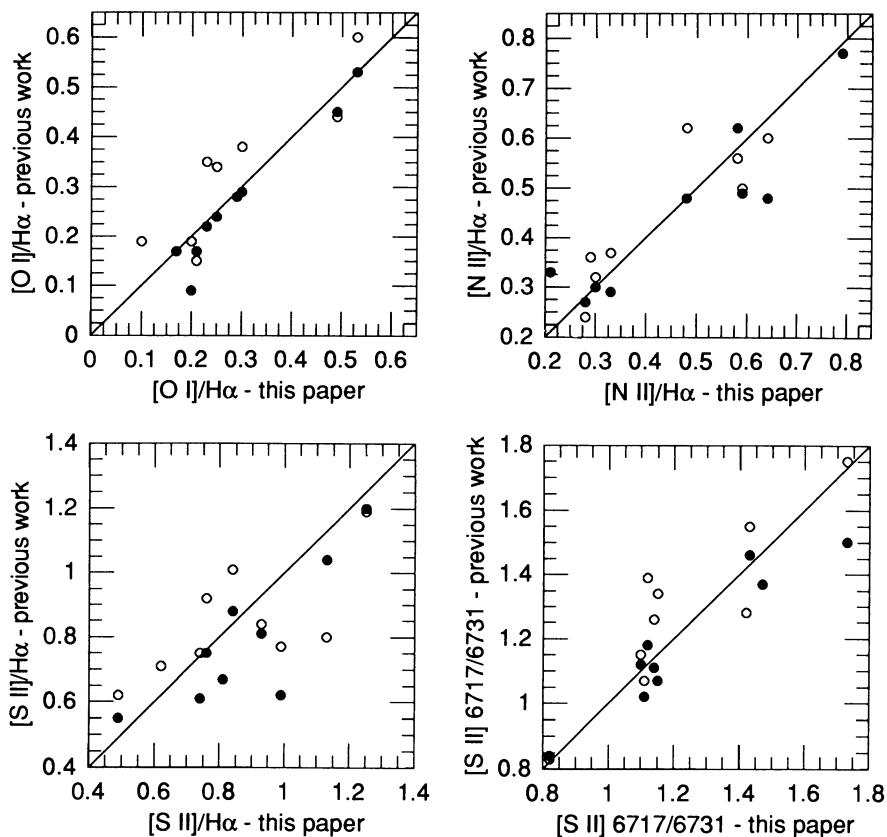 0.6
0.5
0.4
0.3
0.2
0.1
0
[O I]/Hα - previous work
0 0.1 0.2 0.3 0.4 0.5 0.6
[O I]/Hα - this paper
0.8
0.7
0.6
0.5
0.4
0.3
0.2
[N II]/Hα - previous work
0.2 0.3 0.4 0.5 0.6 0.7 0.8
[N II]/Hα - this paper
1.4
1.2
1
0.8
0.6
0.4
[S II]/Hα - previous work
0.4 0.6 0.8 1 1.2 1.4
[S II]/Hα - this paper
1.8
1.6
1.4
1.2
1
0.8
[S II] 6717/6731 - previous work
0.8 1 1.2 1.4 1.6 1.8
[S II] 6717/6731 - this paper